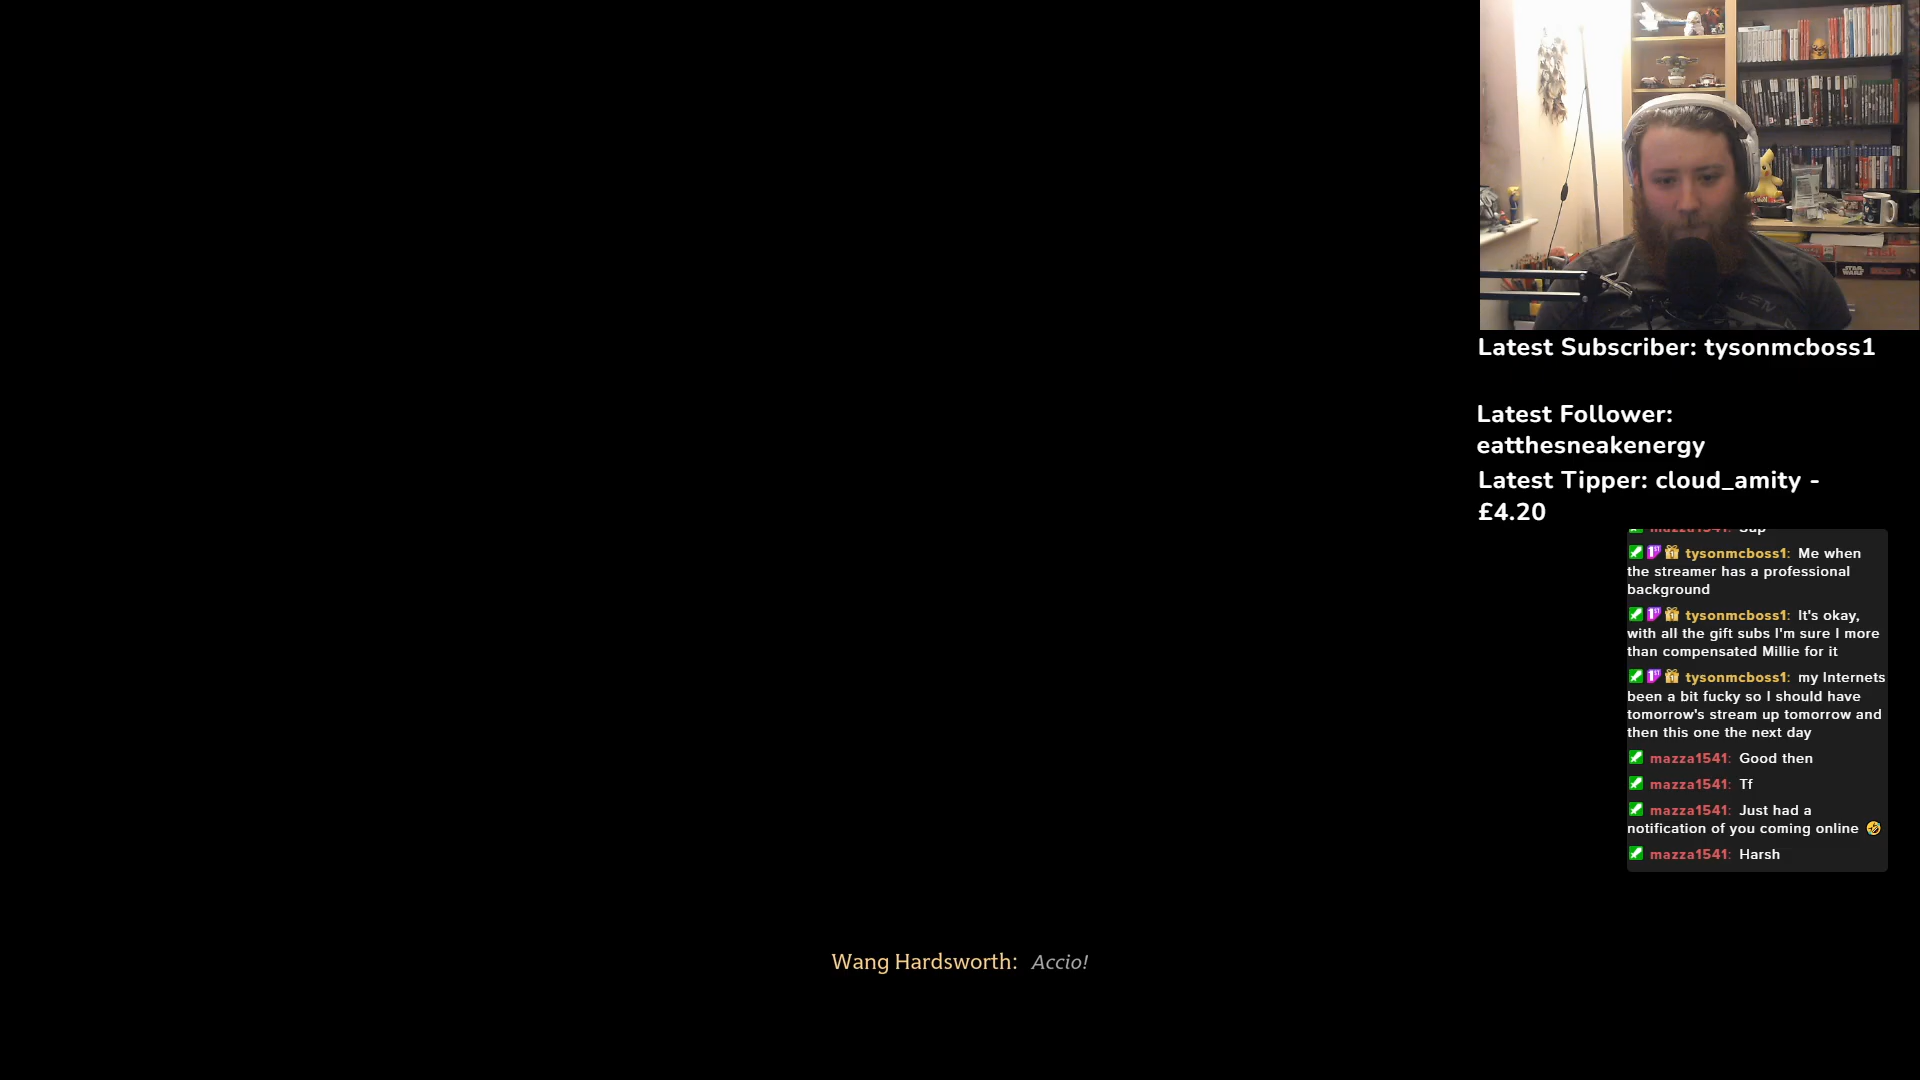 Latest Subscriber: tysonmcboss1
Latest Follower:
eatthesneakenergy
Latest Tipper: cloud_amity -
£4.20
tysonmcboss1: Me when
the streamer has a professional
background
tysonmcboss1: It's okay,
with all the gift subs I'm sure I more
than compensated Millie for it
tysonmcboss1: my Internets
been a bit fucky so I should have
tomorrow's stream up tomorrow and
then this one the next day
mazza1541: Good then
mazza1541: Tf
mazza1541: Just had a
notification of you coming online 🤣
mazza1541: Harsh
Wang Hardsworth: Accio!